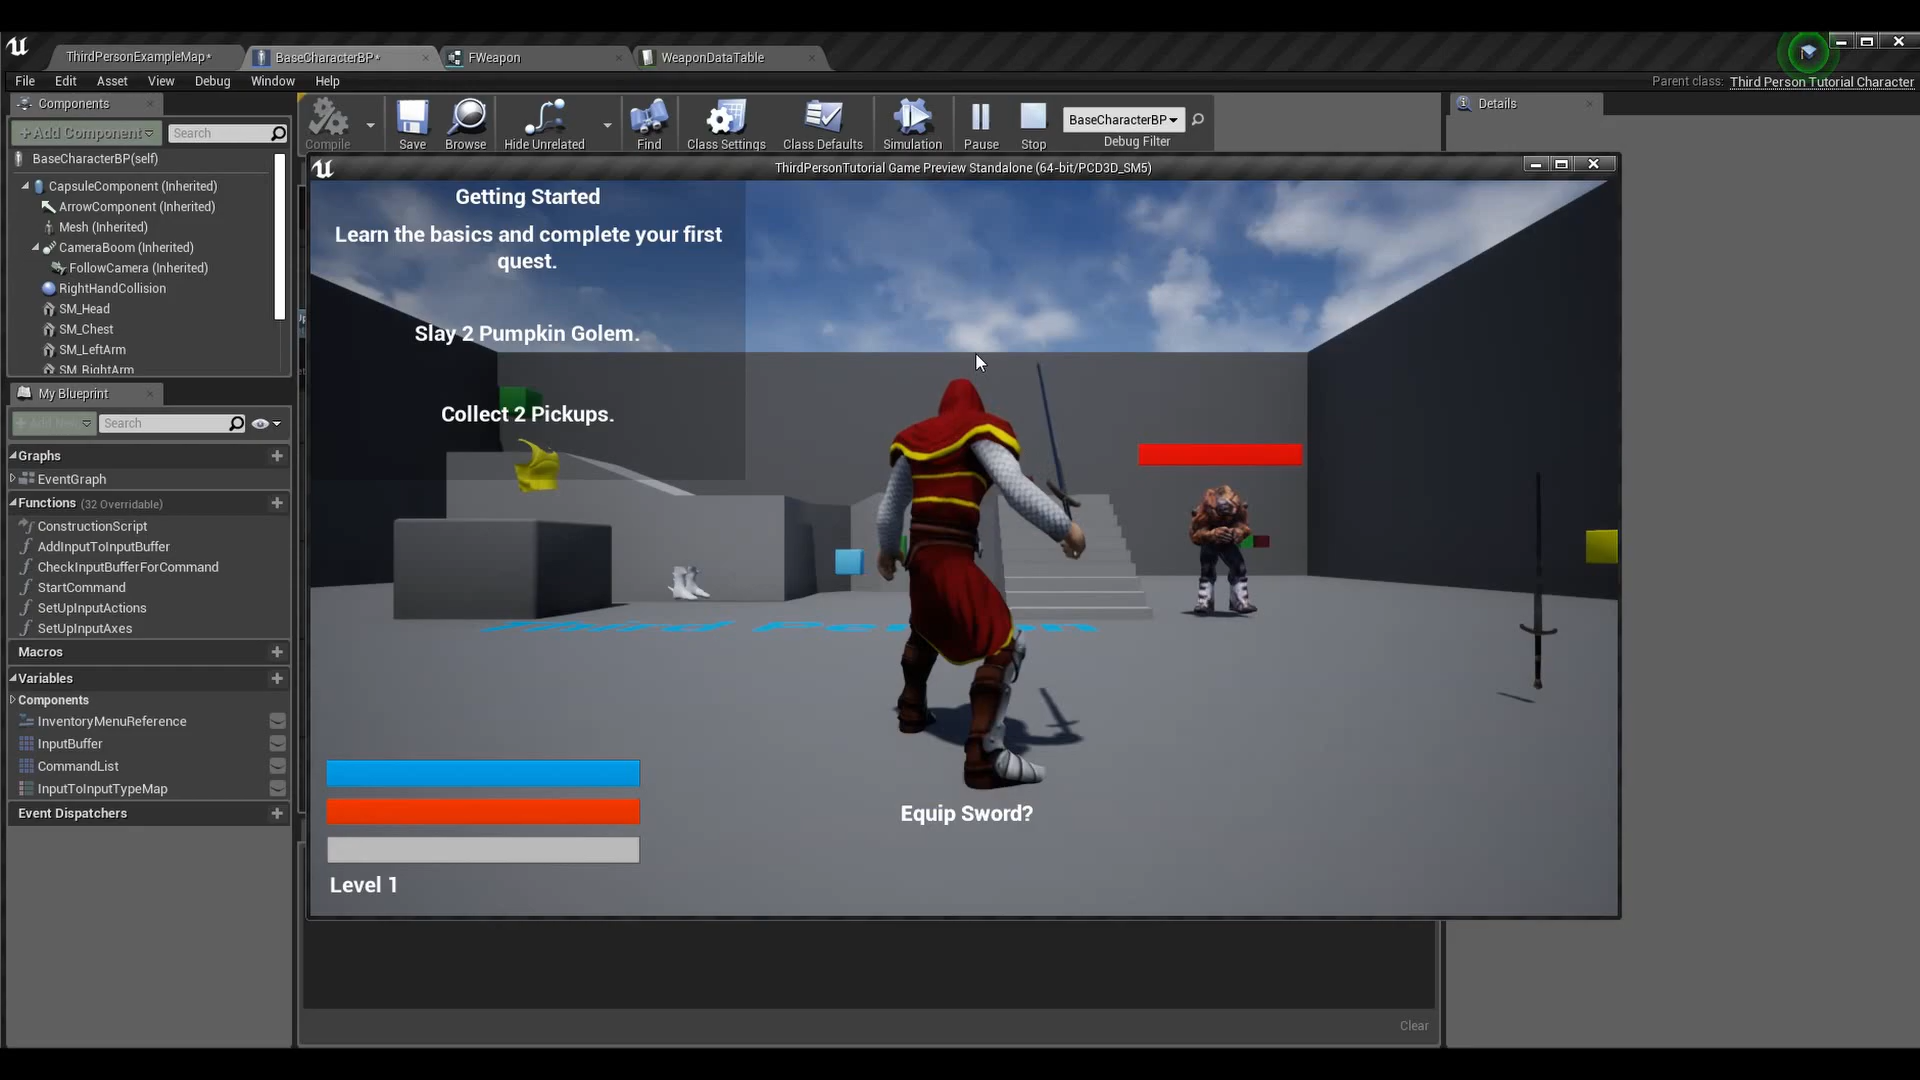 ThirdPersonExampleMap*
BaseCharacterBP*
FWeapon
WeaponDataTable
File Edit Asset View Debug Window Help
Parent class: Third Person Tutorial Character
Components
Details
+Add Component
Search
Compile
Save
Browse
Hide Unrelated
Find
Class Settings
Class Defaults
Simulation
Pause
Stop
BaseCharacterBP
Debug Filter
BaseCharacterBP(self)
CapsuleComponent (Inherited)
ArrowComponent (Inherited)
Mesh (Inherited)
CameraBoom (Inherited)
FollowCamera (Inherited)
RightHandCollision
SM_Head
SM_Chest
SM_LeftArm
SM_RightArm
My Blueprint
+Add New
Search
Graphs
EventGraph
Functions (32 Overridable)
ConstructionScript
AddInputToInputBuffer
CheckInputBufferForCommand
StartCommand
SetUpInputActions
SetUpInputAxes
Macros
Variables
Components
InventoryMenuReference
InputBuffer
CommandList
InputToInputTypeMap
Event Dispatchers
ThirdPersonTutorial Game Preview Standalone (64-bit/PCD3D_SM5)
Getting Started
Learn the basics and complete your first
quest.
Slay 2 Pumpkin Golem.
Collect 2 Pickups.
Third Person
Equip Sword?
Level 1
Clear